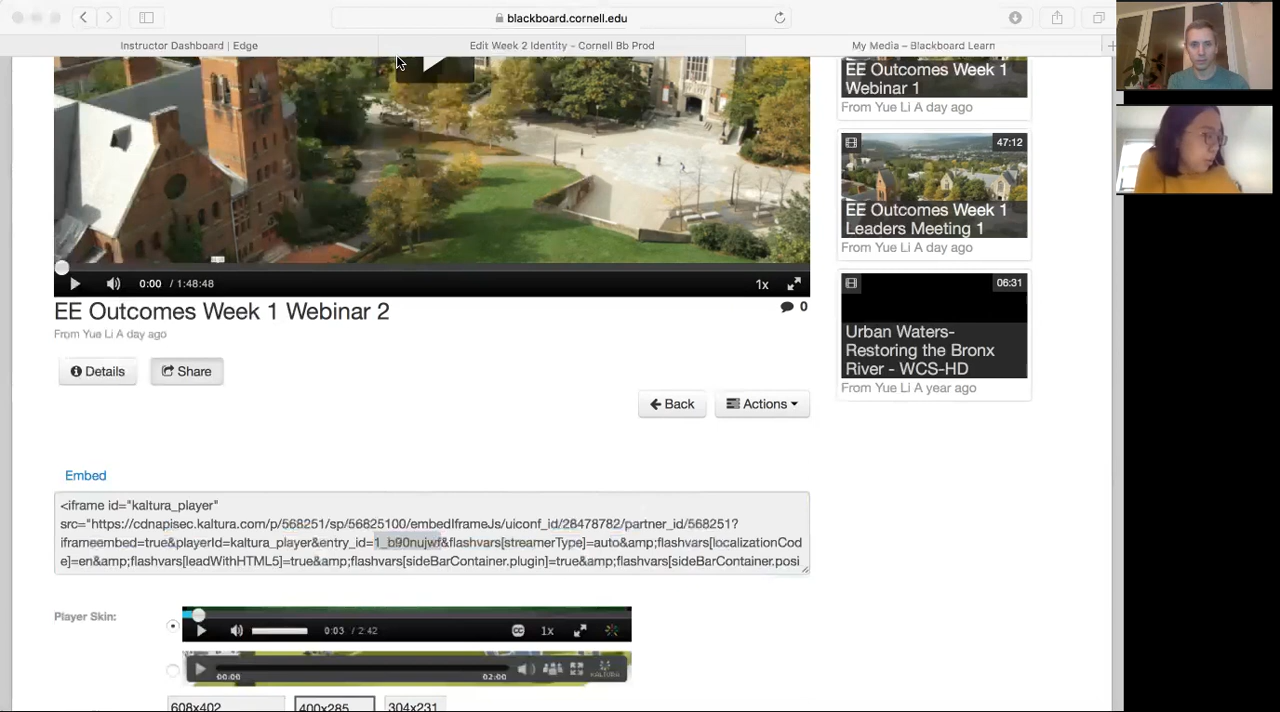 blackboard.cornell.edu
Instructor Dashboard | Edge
Edit Week 2 Identity – Cornell Bb Prod
My Media – Blackboard Learn
EE Outcomes Week 1
Webinar 1
From Yue Li A day ago
47:12
EE Outcomes Week 1
Leaders Meeting 1
From Yue Li A day ago
06:31
Urban Waters-
Restoring the Bronx
River - WCS-HD
From Yue Li A year ago
0:00 / 1:48:48
1x
EE Outcomes Week 1 Webinar 2
0
From Yue Li A day ago
Details
Share
Back
Actions
Embed
<iframe id="kaltura_player"
src="https://cdnapisec.kaltura.com/p/568251/sp/56825100/embedIframeJs/uiconf_id/28478782/partner_id/568251?
iframeembed=true&playerId=kaltura_player&entry_id=1_b90nujwf&flashvars[streamerType]=auto&amp;flashvars[localizationCod
e]=en&amp;flashvars[leadWithHTML5]=true&amp;flashvars[sideBarContainer.plugin]=true&amp;flashvars[sideBarContainer.posi
Player Skin:
0:03 / 2:42
CC
1x
00:00
02:00
KALTURA
608x402
400x285
304x231